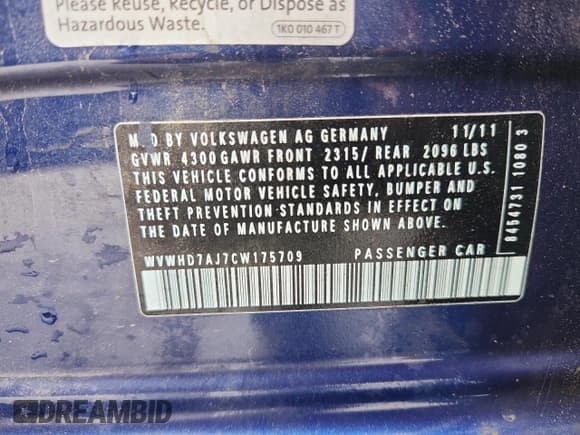 Please Reuse, Recycle, or Dispose as
Hazardous Waste.
1K0 010 467 T
BY VOLKSWAGEN AG GERMANY 11/11
GVWR 4300 GAWR FRONT 2315/ REAR 2096 LBS
THIS VEHICLE CONFORMS TO ALL APPLICABLE U.S.
FEDERAL MOTOR VEHICLE SAFETY, BUMPER AND
THEFT PREVENTION STANDARDS IN EFFECT ON
THE DATE OF MANUFACTURE SHOWN ABOVE.
WVWHD7AJ7CW175709 PASSENGER CAR
8454731 1080 3
DREAMBID